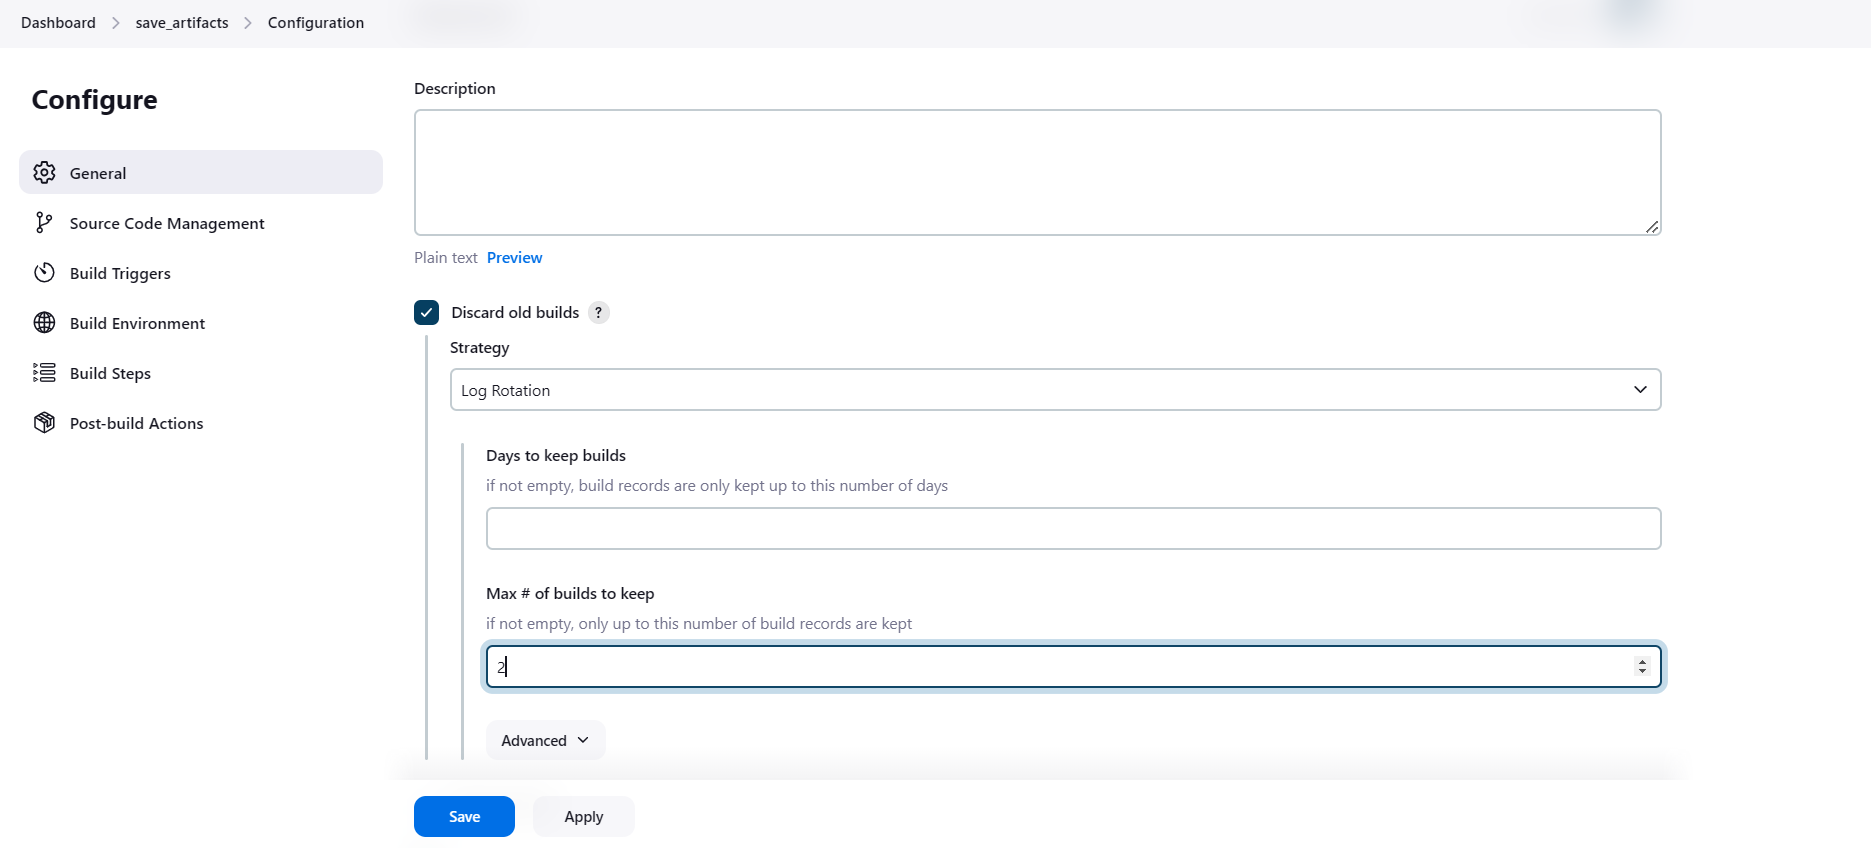 Dashboard > save_artifacts > Configuration
Configure
General
Source Code Management
Build Triggers
Build Environment
Build Steps
Post-build Actions
Description
Plain text Preview
Discard old builds ?
Strategy
Log Rotation
Days to keep builds
if not empty, build records are only kept up to this number of days
Max # of builds to keep
if not empty, only up to this number of build records are kept
2
Advanced
Save Apply